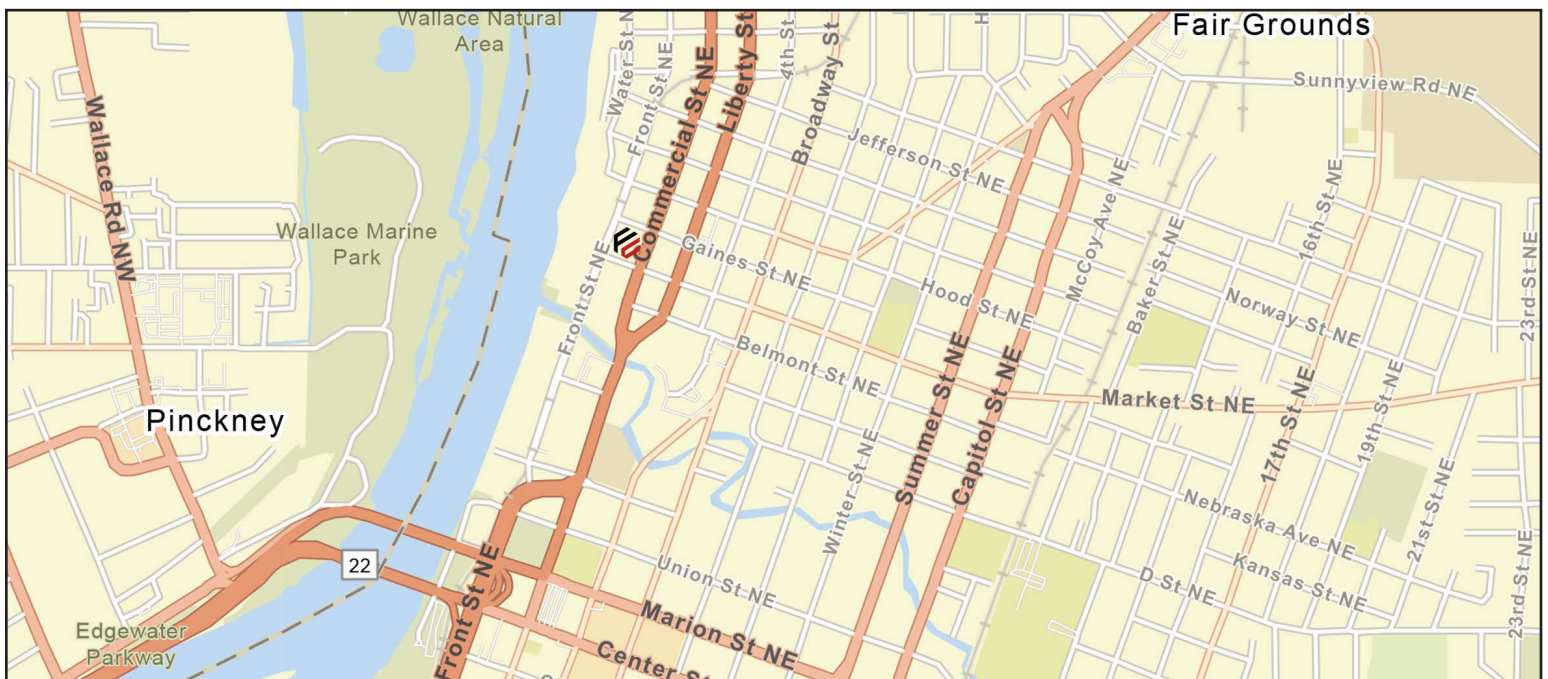 Wallace Natural
Area
Water St N
Front St NE
Commercial St NE
Liberty St
4th St
Broadway St
H
Fair Grounds
Sunnyview Rd NE
Wallace Rd NW
Jefferson St NE
Wallace Marine
Park
Gaines St NE
Front St NE
Front St NE
Hood St NE
McCoy Ave NE
Baker St NE
16th St NE
Norway St NE
23rd St NE
Belmont St NE
Summer St NE
Capitol St NE
Market St NE
17th St NE
19th St NE
Pinckney
Winter St NE
Nebraska Ave NE
21st St NE
Kansas St NE
D St NE
23rd St NE
22
Union St NE
Front St NE
Marion St NE
Center St
Edgewater
Parkway